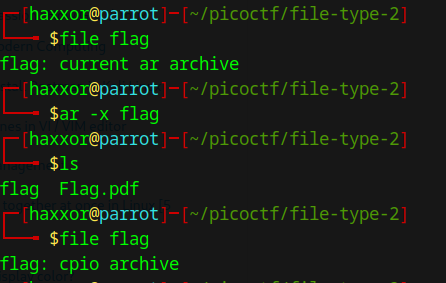 ┌─[haxxor@parrot]─[~/picoctf/file-type-2]
└──╼ $file flag
flag: current ar archive
┌─[haxxor@parrot]─[~/picoctf/file-type-2]
└──╼ $ar -x flag
┌─[haxxor@parrot]─[~/picoctf/file-type-2]
└──╼ $ls
flag  Flag.pdf
┌─[haxxor@parrot]─[~/picoctf/file-type-2]
└──╼ $file flag
flag: cpio archive